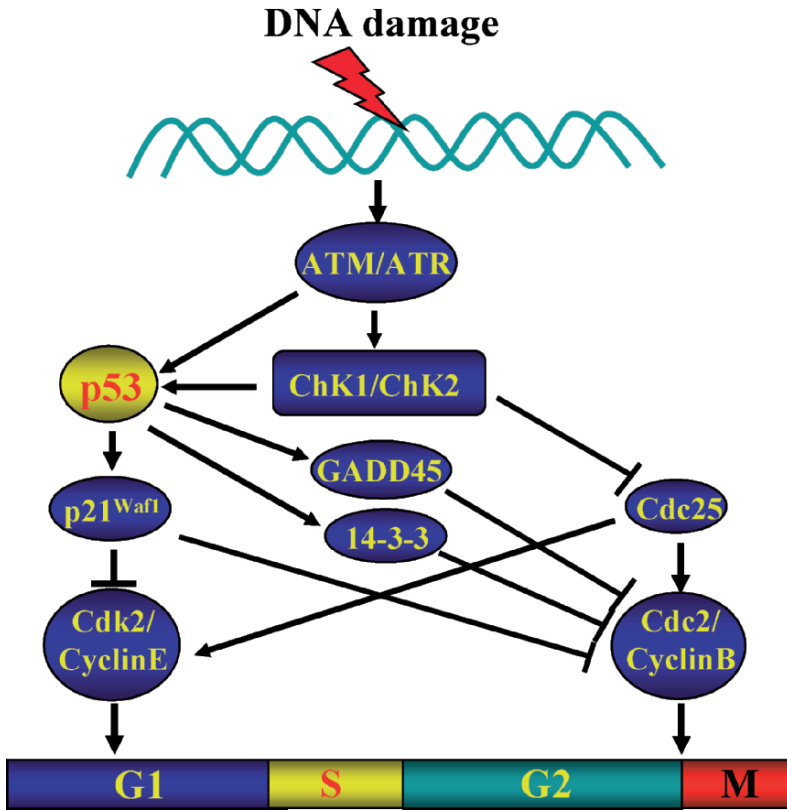 DNA damage
ATM/ATR
p53
ChK1/ChK2
GADD45
p21Waf1
14-3-3
Cdc25
Cdk2/
CyclinE
Cdc2/
CyclinB
G1
S
G2
M